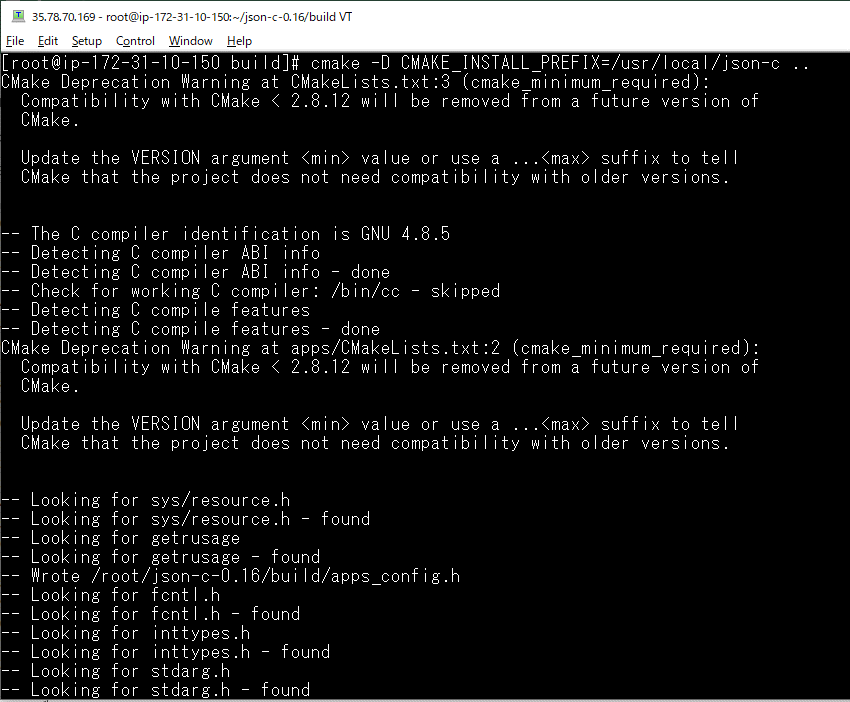 35.78.70.169 - root@ip-172-31-10-150:~/json-c-0.16/build VT
File Edit Setup Control Window Help
[root@ip-172-31-10-150 build]# cmake -D CMAKE_INSTALL_PREFIX=/usr/local/json-c ..
CMake Deprecation Warning at CMakeLists.txt:3 (cmake_minimum_required):
  Compatibility with CMake < 2.8.12 will be removed from a future version of
  CMake.

  Update the VERSION argument <min> value or use a ...<max> suffix to tell
  CMake that the project does not need compatibility with older versions.


-- The C compiler identification is GNU 4.8.5
-- Detecting C compiler ABI info
-- Detecting C compiler ABI info - done
-- Check for working C compiler: /bin/cc - skipped
-- Detecting C compile features
-- Detecting C compile features - done
CMake Deprecation Warning at apps/CMakeLists.txt:2 (cmake_minimum_required):
  Compatibility with CMake < 2.8.12 will be removed from a future version of
  CMake.

  Update the VERSION argument <min> value or use a ...<max> suffix to tell
  CMake that the project does not need compatibility with older versions.


-- Looking for sys/resource.h
-- Looking for sys/resource.h - found
-- Looking for getrusage
-- Looking for getrusage - found
-- Wrote /root/json-c-0.16/build/apps_config.h
-- Looking for fcntl.h
-- Looking for fcntl.h - found
-- Looking for inttypes.h
-- Looking for inttypes.h - found
-- Looking for stdarg.h
-- Looking for stdarg.h - found